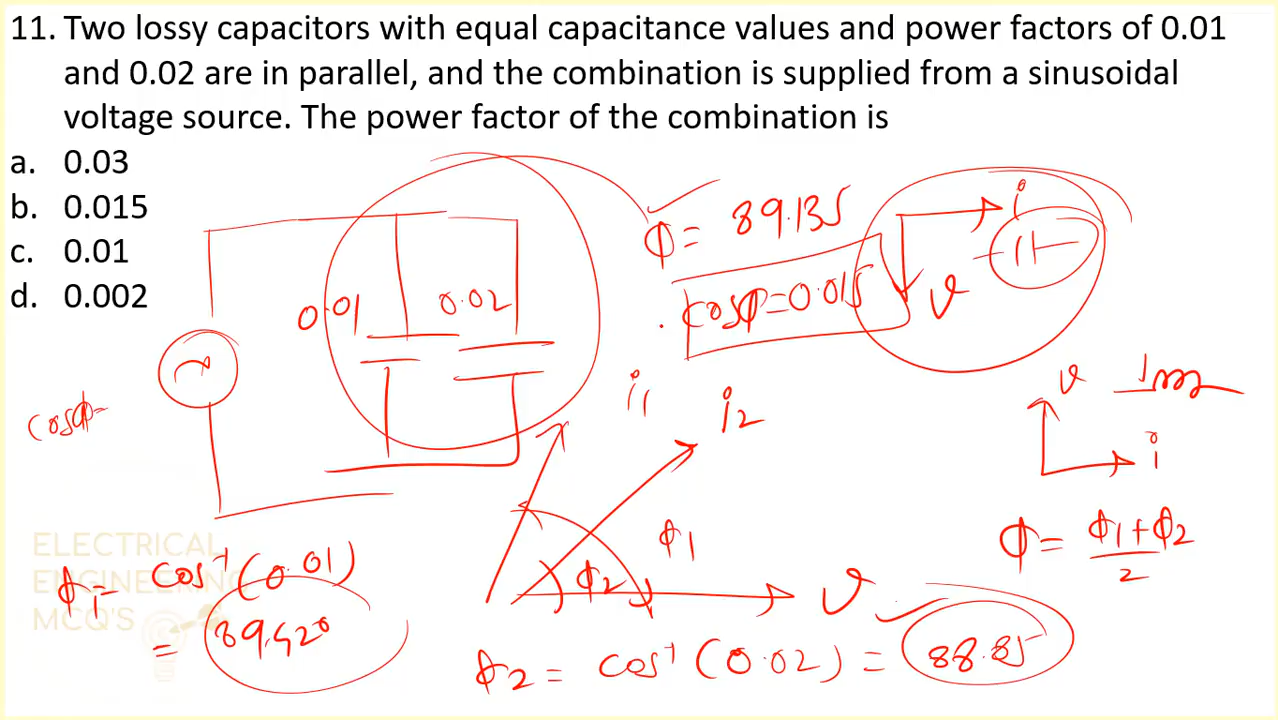 11. Two lossy capacitors with equal capacitance values and power factors of 0.01
and 0.02 are in parallel, and the combination is supplied from a sinusoidal
voltage source. The power factor of the combination is
a. 0.03
b. 0.015
c. 0.01
d. 0.002
ϕ = 89.135
i
cosϕ=0.015
v
0.01
0.02
i1
i2
v
i
cosϕ=
ϕ1
ϕ2
v
ϕ = ϕ1+ϕ2
2
ELECTRICAL
ENGINEERING
MCQ'S
ϕ1= cos⁻¹(0.01)
= 89.420
ϕ2 = cos⁻¹(0.02) = 88.85